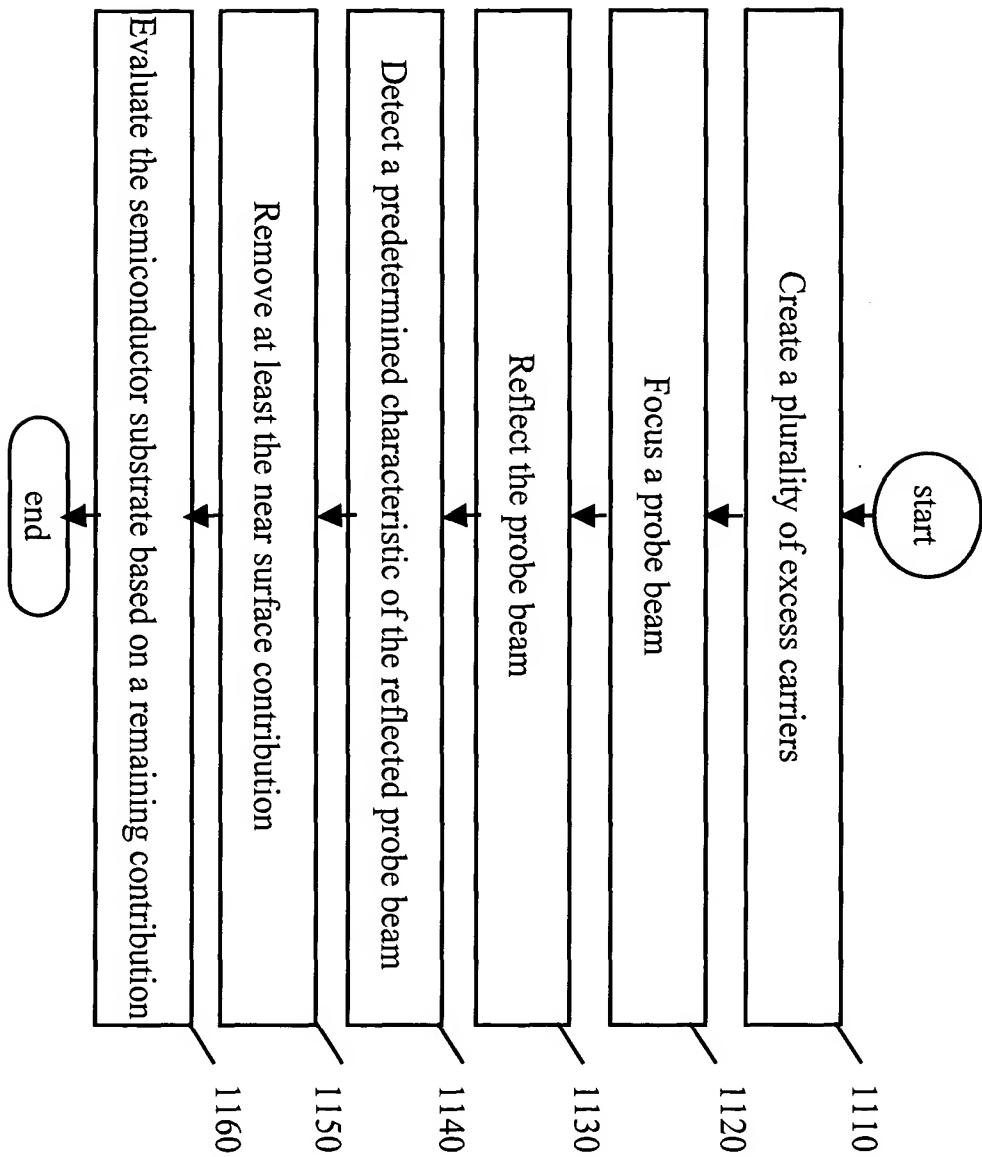 start
Create a plurality of excess carriers
1110
Focus a probe beam
1120
Reflect the probe beam
1130
Detect a predetermined characteristic of the reflected probe beam
1140
Remove at least the near surface contribution
1150
Evaluate the semiconductor substrate based on a remaining contribution
1160
end